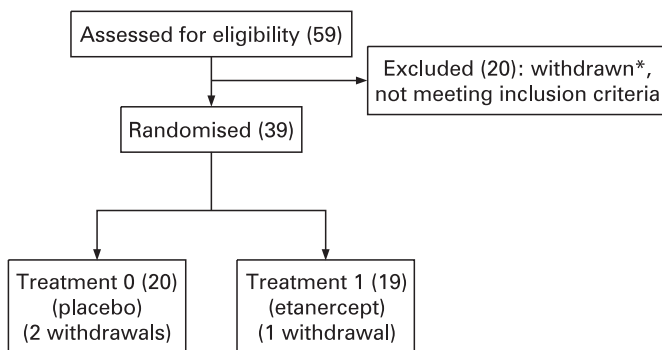 Assessed for eligibility (59)
Excluded (20): withdrawn*,
not meeting inclusion criteria
Randomised (39)
Treatment 0 (20)
(placebo)
(2 withdrawals)
Treatment 1 (19)
(etanercept)
(1 withdrawal)